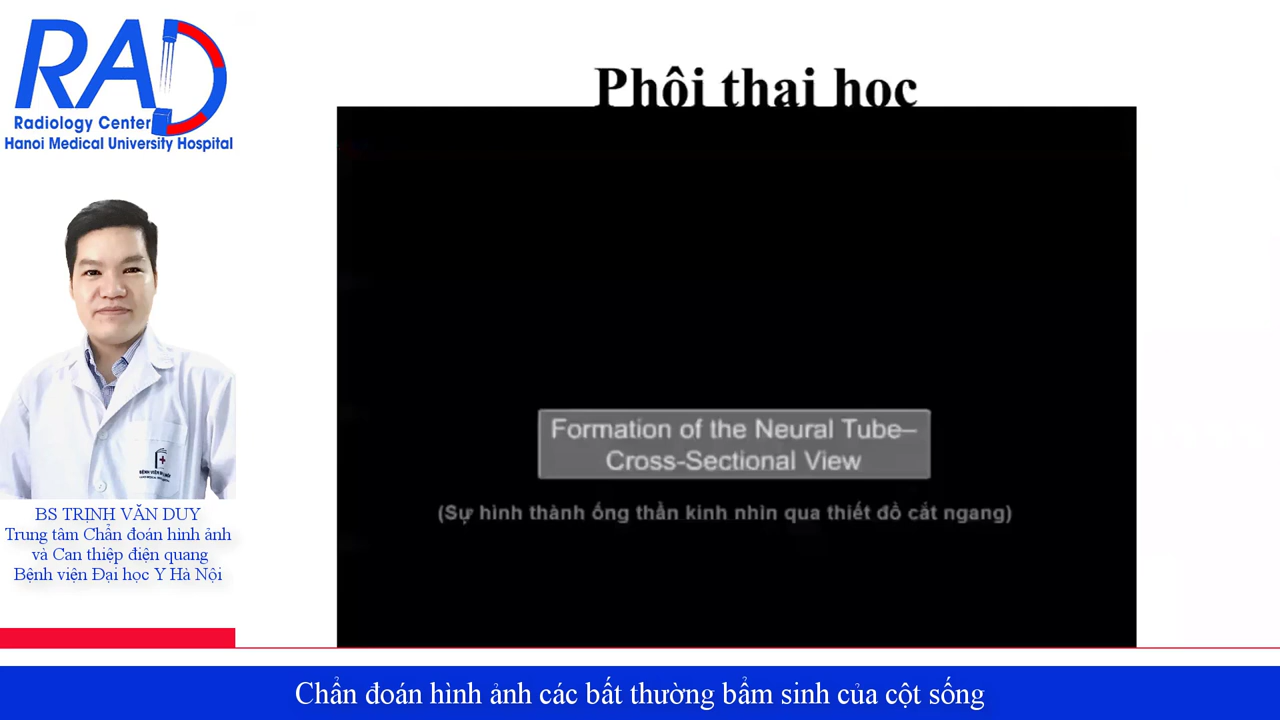 RAD
Radiology Center
Hanoi Medical University Hospital
Phôi thai học
Formation of the Neural Tube–
Cross-Sectional View
(Sự hình thành ống thần kinh nhìn qua thiết đồ cắt ngang)
BS TRỊNH VĂN DUY
Trung tâm Chẩn đoán hình ảnh
và Can thiệp điện quang
Bệnh viện Đại học Y Hà Nội
Chẩn đoán hình ảnh các bất thường bẩm sinh của cột sống